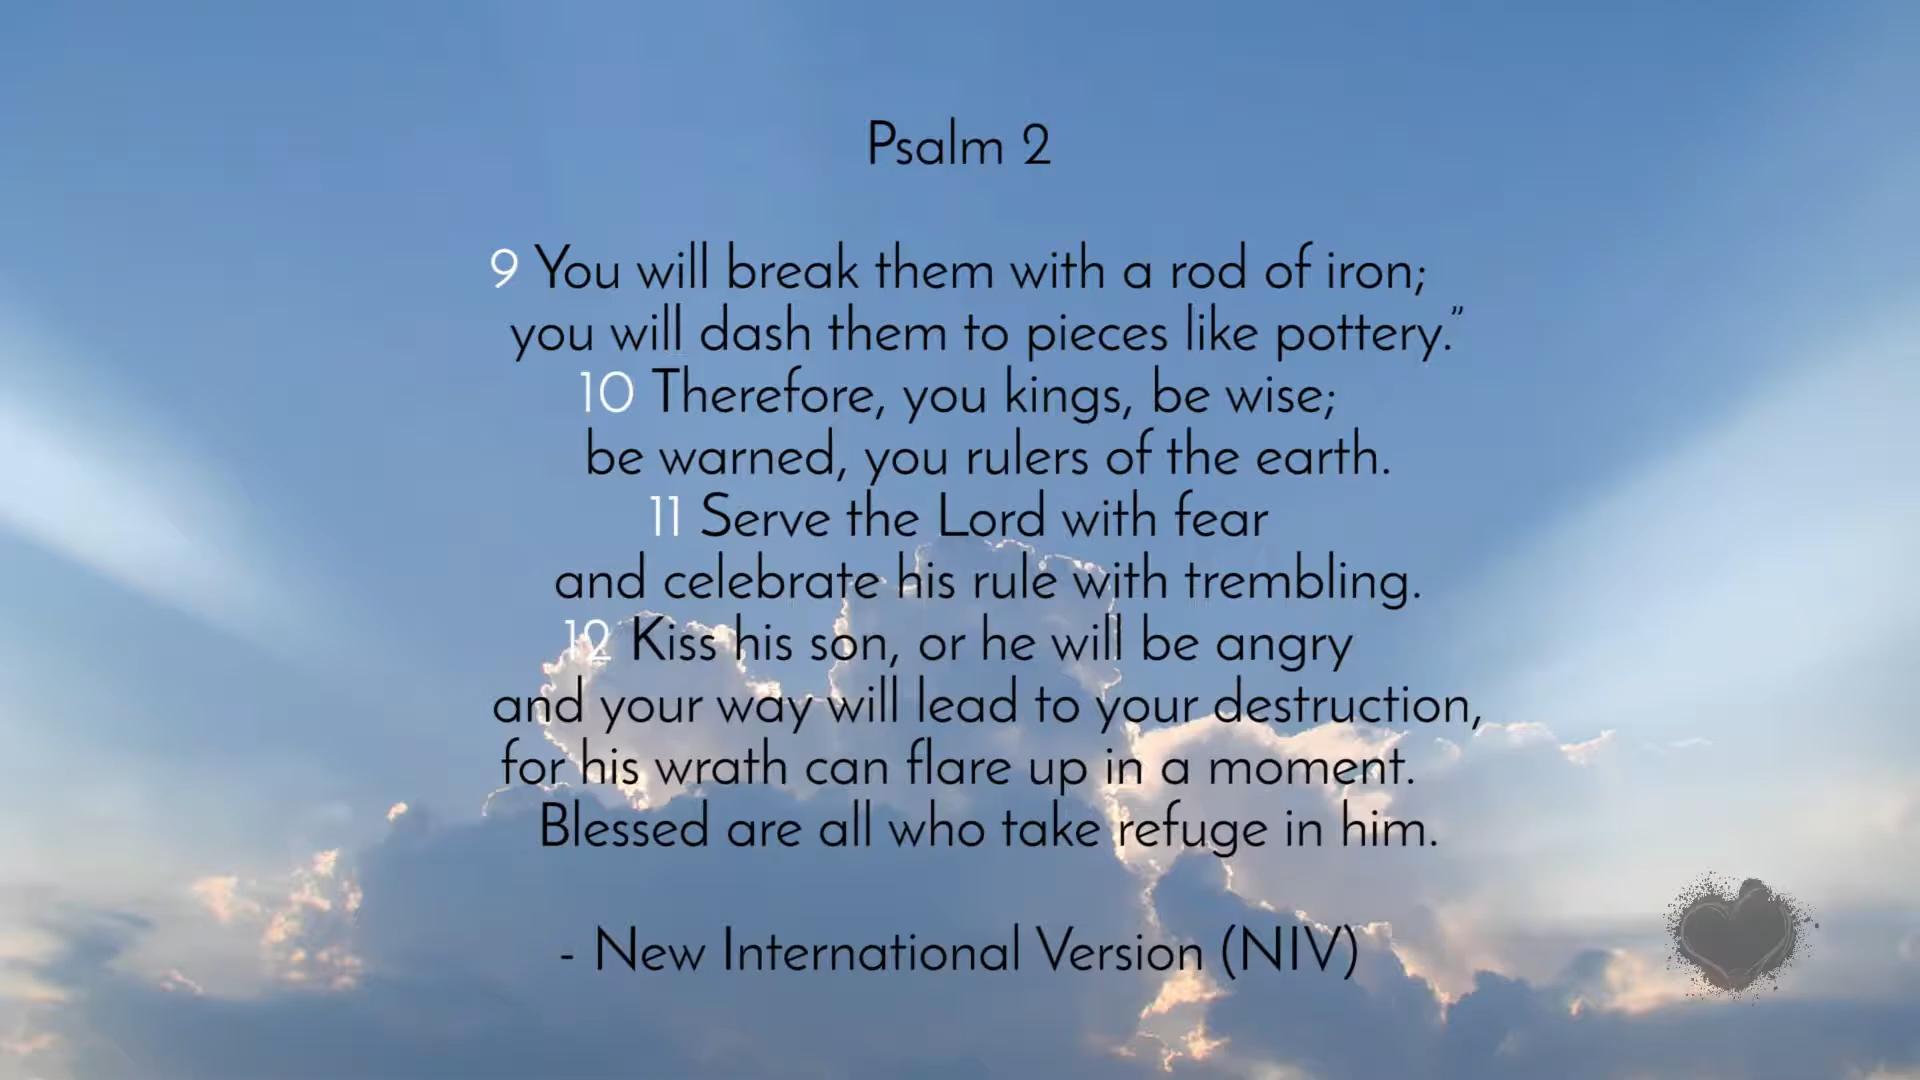 Psalm 2
9 You will break them with a rod of iron;
you will dash them to pieces like pottery.”
10 Therefore, you kings, be wise;
be warned, you rulers of the earth.
11 Serve the Lord with fear
and celebrate his rule with trembling.
12 Kiss his son, or he will be angry
and your way will lead to your destruction,
for his wrath can flare up in a moment.
Blessed are all who take refuge in him.
- New International Version (NIV)